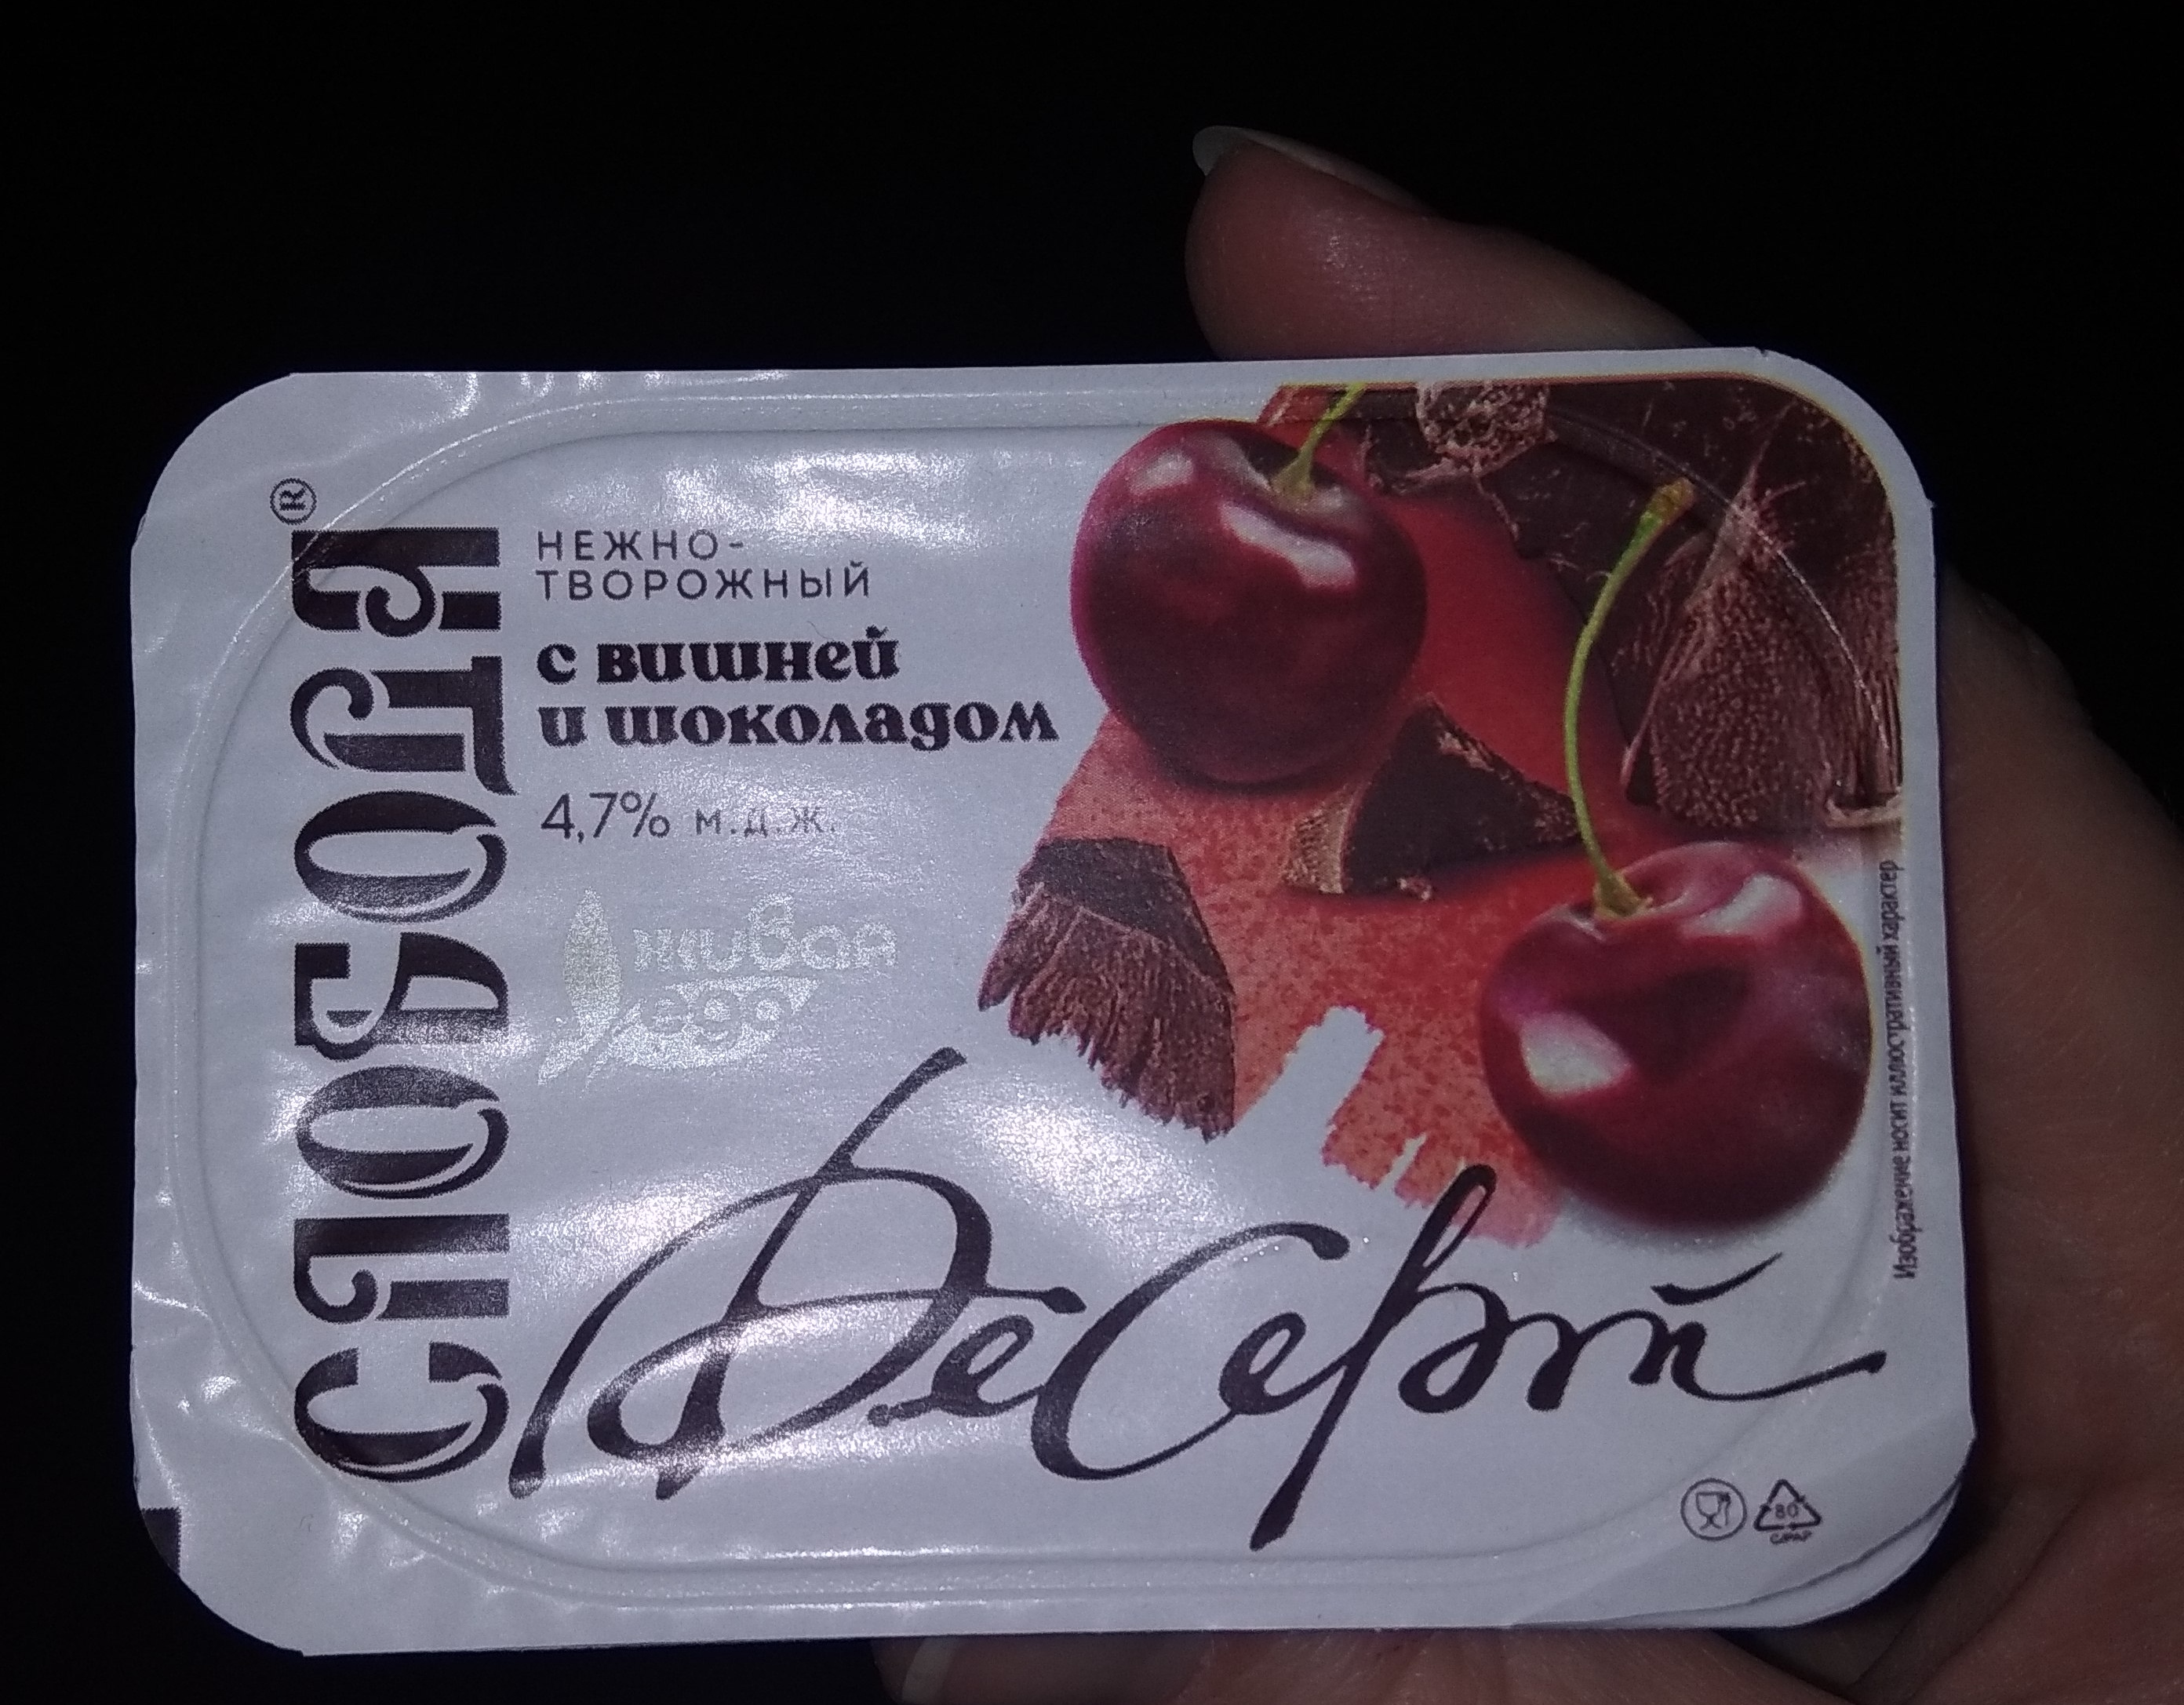 СЛОБОДА®
НЕЖНО-
ТВОРОЖНЫЙ
с вишней
и шоколадом
4,7% м.д.ж.
живая
еда
Десерт
Изображение носит иллюстративный характер
80
C/PAP